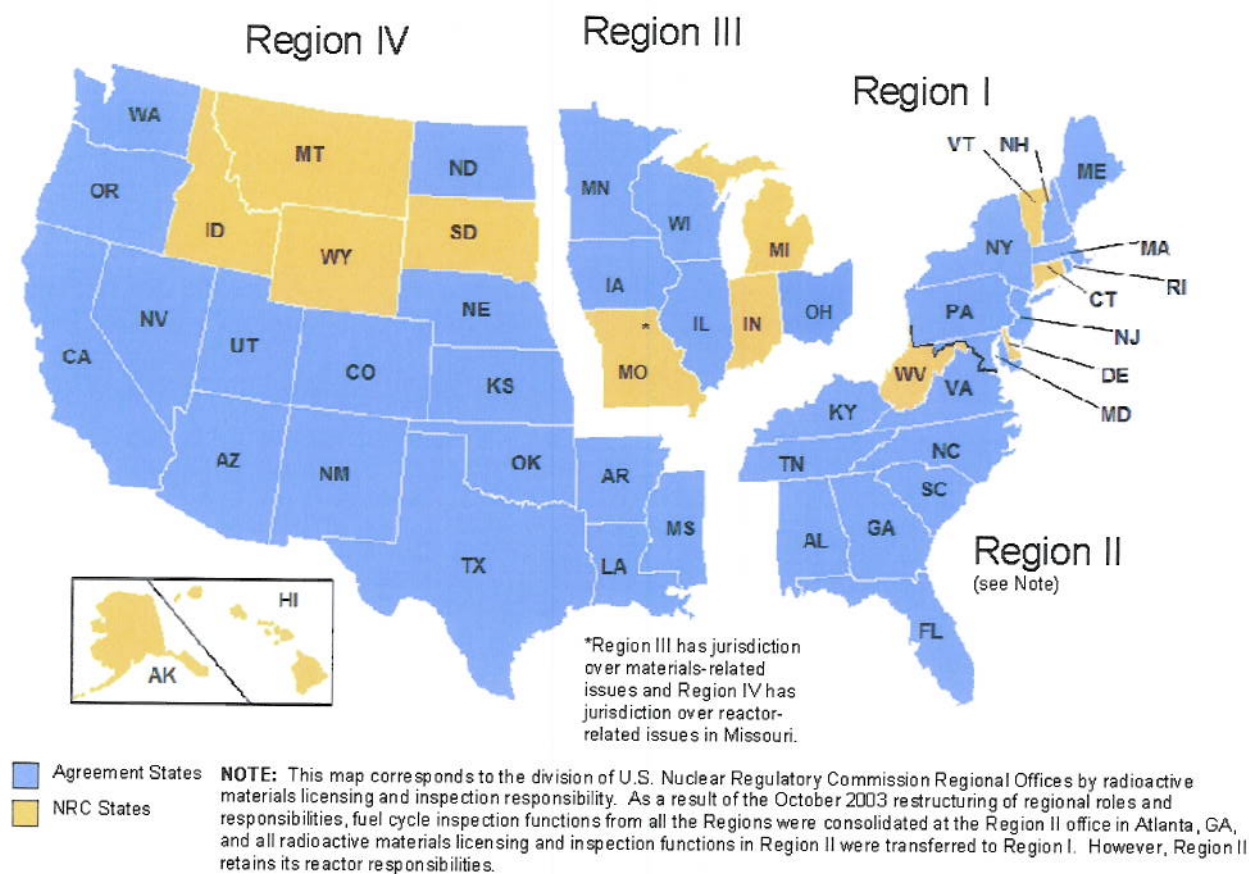 Region IV
Region III
Region I
WA
MT
ND
MN
VT
NH
ME
OR
ID
SD
WI
MI
NY
MA
WY
RI
IA
CT
NV
NE
IL
IN
OH
PA
NJ
CA
UT
CO
*
MO
WV
DE
KS
VA
MD
KY
AZ
NM
OK
AR
TN
NC
SC
MS
AL
GA
TX
LA
Region II
(see Note)
HI
AK
FL
*Region III has jurisdiction
over materials-related
issues and Region IV has
jurisdiction over reactor-
related issues in Missouri.
Agreement States
NRC States
NOTE: This map corresponds to the division of U.S. Nuclear Regulatory Commission Regional Offices by radioactive
materials licensing and inspection responsibility. As a result of the October 2003 restructuring of regional roles and
responsibilities, fuel cycle inspection functions from all the Regions were consolidated at the Region II office in Atlanta, GA,
and all radioactive materials licensing and inspection functions in Region II were transferred to Region I. However, Region II
retains its reactor responsibilities.